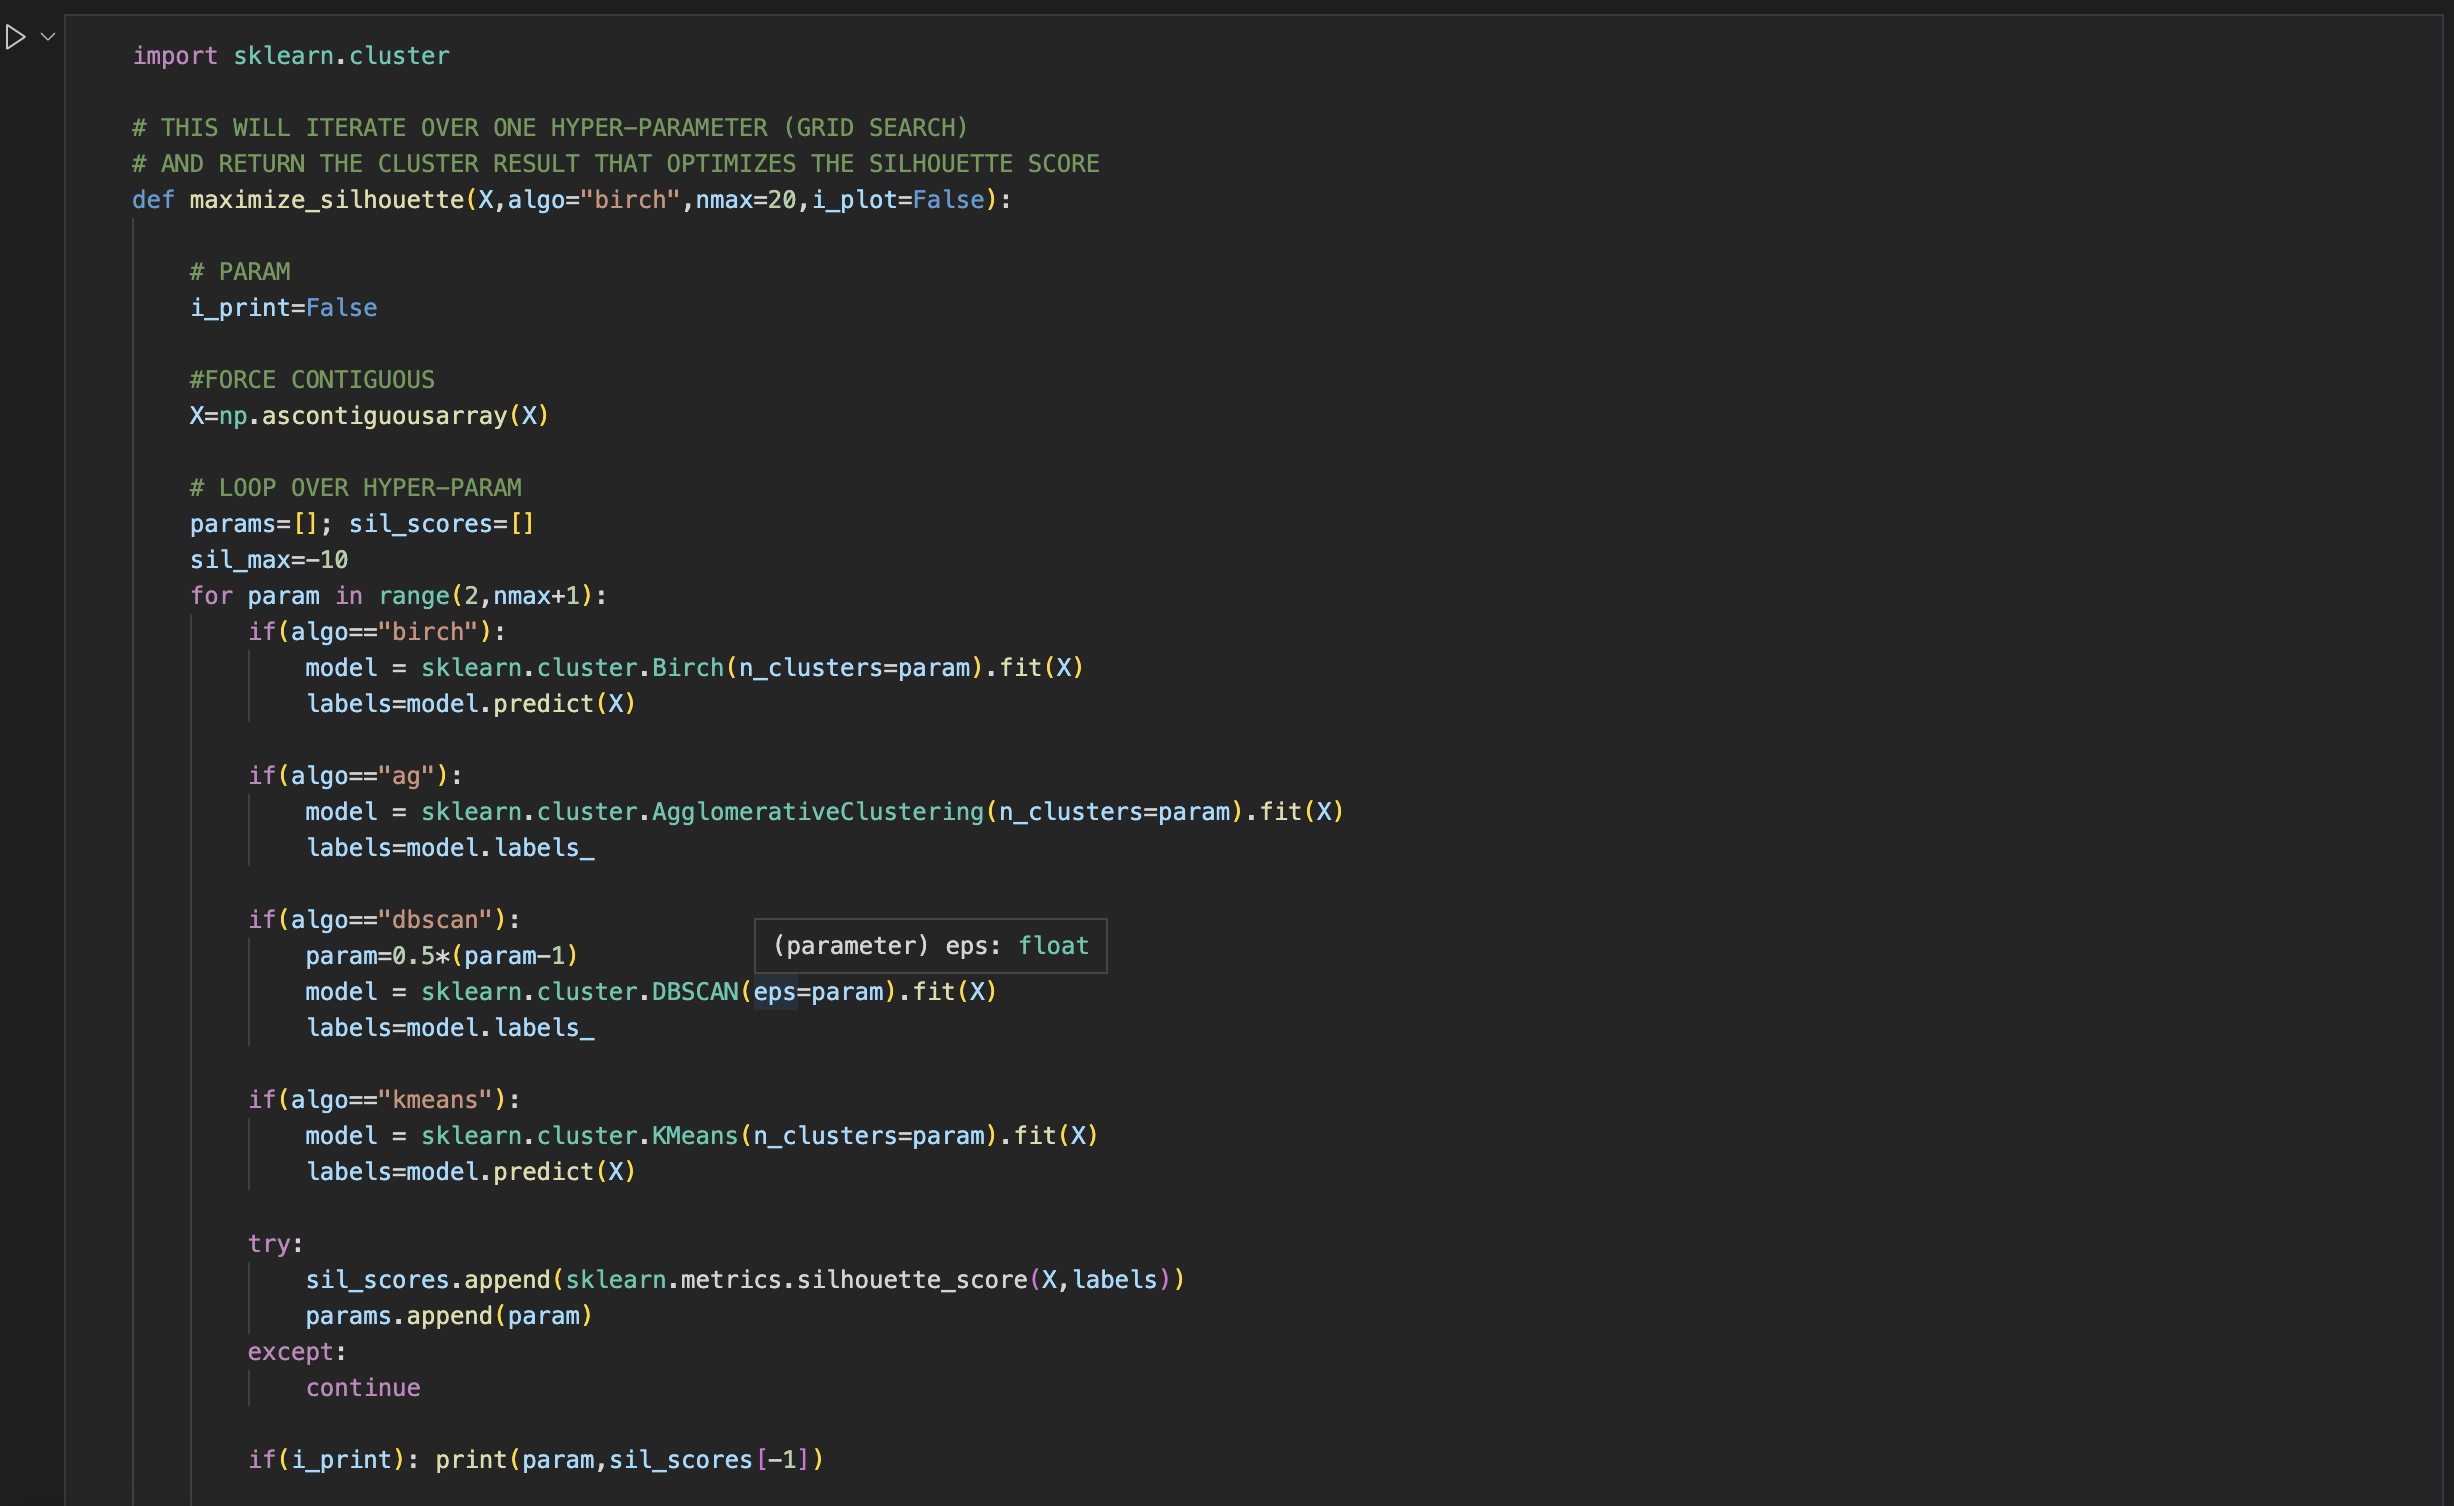 import sklearn.cluster
# THIS WILL ITERATE OVER ONE HYPER-PARAMETER (GRID SEARCH)
# AND RETURN THE CLUSTER RESULT THAT OPTIMIZES THE SILHOUETTE SCORE
def maximize_silhouette(X,algo="birch",nmax=20,i_plot=False):
    # PARAM
    i_print=False
    #FORCE CONTIGUOUS
    X=np.ascontiguousarray(X)
    # LOOP OVER HYPER-PARAM
    params=[]; sil_scores=[]
    sil_max=-10
    for param in range(2,nmax+1):
        if(algo=="birch"):
            model = sklearn.cluster.Birch(n_clusters=param).fit(X)
            labels=model.predict(X)
        if(algo=="ag"):
            model = sklearn.cluster.AgglomerativeClustering(n_clusters=param).fit(X)
            labels=model.labels_
        if(algo=="dbscan"):
(parameter) eps: float
            param=0.5*(param-1)
            model = sklearn.cluster.DBSCAN(eps=param).fit(X)
            labels=model.labels_
        if(algo=="kmeans"):
            model = sklearn.cluster.KMeans(n_clusters=param).fit(X)
            labels=model.predict(X)
        try:
            sil_scores.append(sklearn.metrics.silhouette_score(X,labels))
            params.append(param)
        except:
            continue
        if(i_print): print(param,sil_scores[-1])